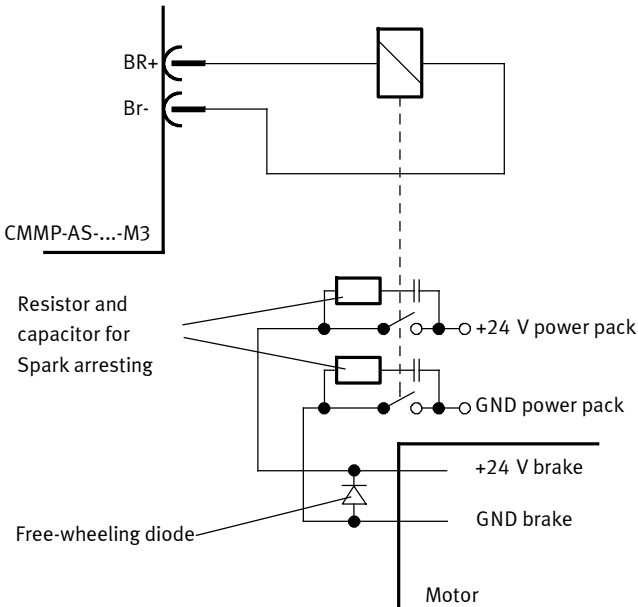 BR+
Br-
CMMP-AS-...-M3
Resistor and
capacitor for
Spark arresting
+24 V power pack
GND power pack
+24 V brake
GND brake
Free-wheeling diode
Motor